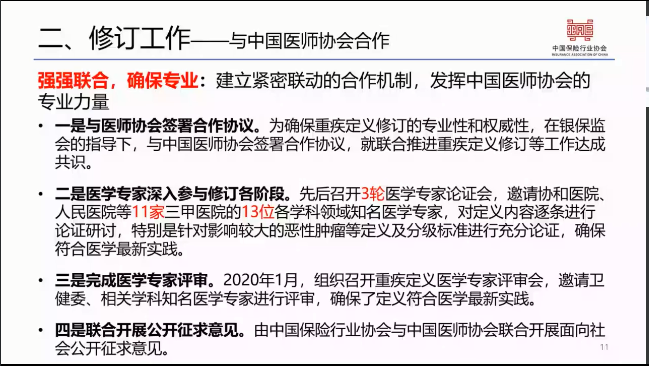 二、修订工作——与中国医师协会合作
中国保险行业协会
INSURANCE ASSOCIATION OF CHINA
强强联合，确保专业：建立紧密联动的合作机制，发挥中国医师协会的
专业力量
• 一是与医师协会签署合作协议。为确保重疾定义修订的专业性和权威性，在银保监
会的指导下，与中国医师协会签署合作协议，就联合推进重疾定义修订等工作达成
共识。
• 二是医学专家深入参与修订各阶段。先后召开3轮医学专家论证会，邀请协和医院、
人民医院等11家三甲医院的13位各学科领域知名医学专家，对定义内容逐条进行
论证研讨，特别是针对影响较大的恶性肿瘤等定义及分级标准进行充分论证，确保
符合医学最新实践。
• 三是完成医学专家评审。2020年1月，组织召开重疾定义医学专家评审会，邀请卫
健委、相关学科知名医学专家进行评审，确保了定义符合医学最新实践。
• 四是联合开展公开征求意见。由中国保险行业协会与中国医师协会联合开展面向社
会公开征求意见。
11